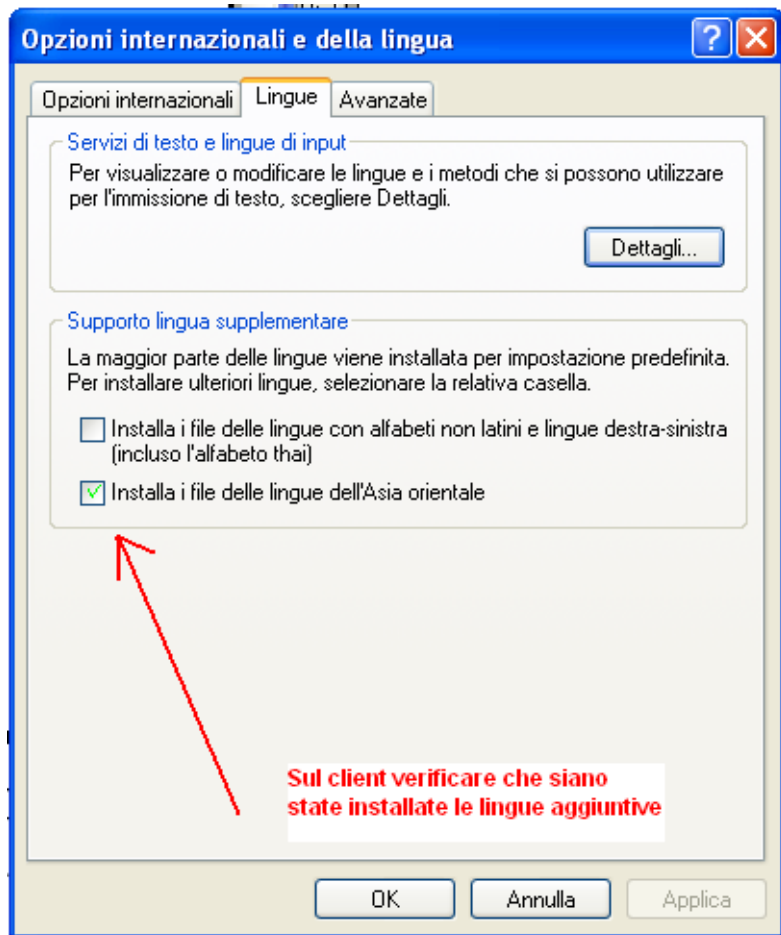 Opzioni internazionali e della lingua
Opzioni internazionali Lingue Avanzate
Servizi di testo e lingue di input
Per visualizzare o modificare le lingue e i metodi che si possono utilizzare
per l'immissione di testo, scegliere Dettagli.
Dettagli...
Supporto lingua supplementare
La maggior parte delle lingue viene installata per impostazione predefinita.
Per installare ulteriori lingue, selezionare la relativa casella.
Installa i file delle lingue con alfabeti non latini e lingue destra-sinistra
(incluso l'alfabeto thai)
Installa i file delle lingue dell'Asia orientale
Sul client verificare che siano
state installate le lingue aggiuntive
OK Annulla Applica